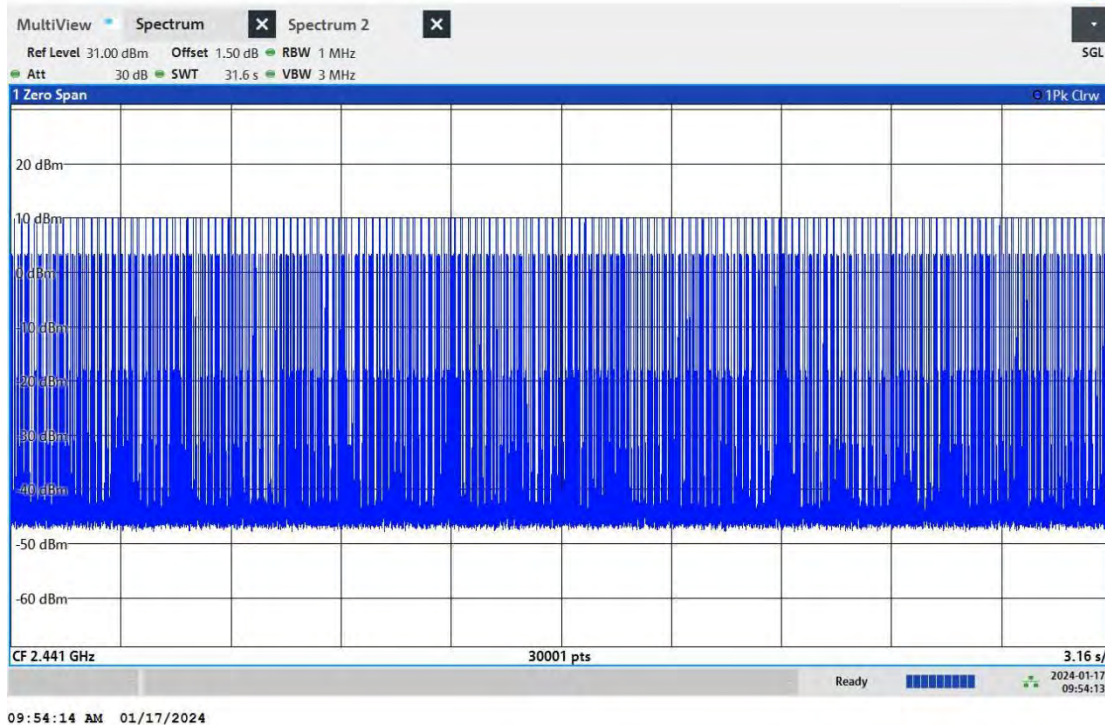 MultiView Spectrum X Spectrum 2 X
Ref Level 31.00 dBm Offset 1.50 dB RBW 1 MHz SGL
Att 30 dB SWT 31.6 s VBW 3 MHz
1 Zero Span 1Pk Clrw
20 dBm
10 dBm
0 dBm
-10 dBm
-20 dBm
-30 dBm
-40 dBm
-50 dBm
-60 dBm
CF 2.441 GHz 30001 pts 3.16 s/
Ready 2024-01-17
09:54:13
09:54:14 AM 01/17/2024